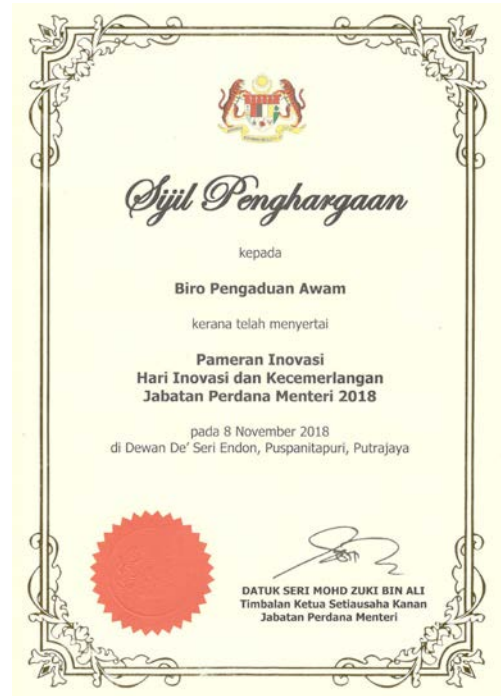 Sijil Penghargaan
kepada
Biro Pengaduan Awam
kerana telah menyertai
Pameran Inovasi
Hari Inovasi dan Kecemerlangan
Jabatan Perdana Menteri 2018
pada 8 November 2018
di Dewan De' Seri Endon, Puspanitapuri, Putrajaya
DATUK SERI MOHD ZUKI BIN ALI
Timbalan Ketua Setiausaha Kanan
Jabatan Perdana Menteri